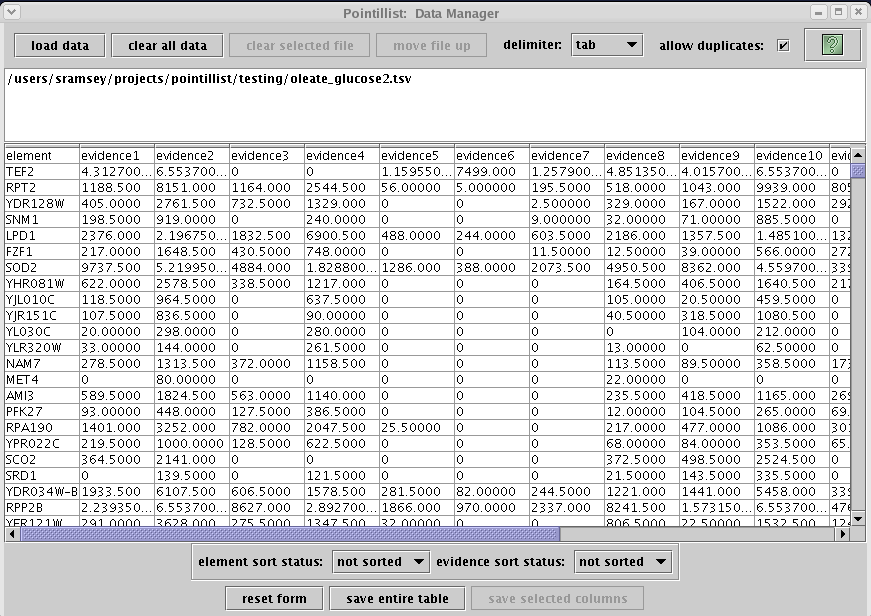 Pointillist: Data Manager
load data clear all data clear selected file move file up delimiter: tab allow duplicates: ?
/users/sramsey/projects/pointillist/testing/oleate_glucose2.tsv
element evidence1 evidence2 evidence3 evidence4 evidence5 evidence6 evidence7 evidence8 evidence9 evidence10 evid
TEF2 4.312700... 6.553700... 0 0 1.159550... 7499.000 1.257900... 4.851350... 4.015700... 6.553700... 0
RPT2 1188.500 8151.000 1164.000 2544.500 56.00000 5.000000 195.5000 518.0000 1043.000 9939.000 805
YDR128W 405.0000 2761.500 732.5000 1329.000 0 0 2.500000 329.0000 167.0000 1522.000 292
SNM1 198.5000 919.0000 0 240.0000 0 0 9.000000 32.00000 71.00000 885.5000 0
LPD1 2376.000 2.196750... 1832.500 6900.500 488.0000 244.0000 603.5000 2186.000 1357.500 1.485100... 132
FZF1 217.0000 1648.500 430.5000 748.0000 0 0 11.50000 12.50000 39.00000 566.0000 272
SOD2 9737.500 5.219950... 4884.000 1.828800... 1286.000 388.0000 2073.500 4950.500 8362.000 4.559700... 339
YHR081W 622.0000 2578.500 338.5000 1217.000 0 0 0 164.5000 406.5000 1640.500 217
YJL010C 118.5000 964.5000 0 637.5000 0 0 0 105.0000 20.50000 459.5000 0
YJR151C 107.5000 836.5000 0 90.00000 0 0 0 40.50000 318.5000 1080.500 0
YL030C 20.00000 298.0000 0 280.0000 0 0 0 0 104.0000 212.0000 0
YLR320W 33.00000 144.0000 0 261.5000 0 0 0 13.00000 0 62.50000 0
NAM7 278.5000 1313.500 372.0000 1158.500 0 0 0 113.5000 89.50000 358.5000 173
MET4 0 80.00000 0 0 0 0 0 22.00000 0 0 0
AMI3 589.5000 1824.500 563.0000 1140.000 0 0 0 235.5000 418.5000 1165.000 269
PFK27 93.00000 448.0000 127.5000 386.5000 0 0 0 12.00000 104.5000 265.0000 69.
RPA190 1401.000 3252.000 782.0000 2047.500 25.50000 0 0 217.0000 477.0000 1086.000 301
YPR022C 219.5000 1000.0000 128.5000 622.5000 0 0 0 68.00000 84.00000 353.5000 65.
SCO2 364.5000 2141.000 0 0 0 0 0 372.5000 498.5000 2524.500 0
SRD1 0 139.5000 0 121.5000 0 0 0 21.50000 143.5000 335.5000 0
YDR034W-B 1933.500 6107.500 606.5000 1578.500 281.5000 82.00000 244.5000 1221.000 1441.000 5458.000 339
RPP2B 2.239350... 6.553700... 8627.000 2.892700... 1866.000 970.0000 2337.000 8241.500 1.573150... 6.553700... 476
YER121W 291.0000 3628.000 275.5000 1347.500 32.00000 0 0 806.5000 22.50000 1532.500 124
element sort status: not sorted evidence sort status: not sorted
reset form save entire table save selected columns